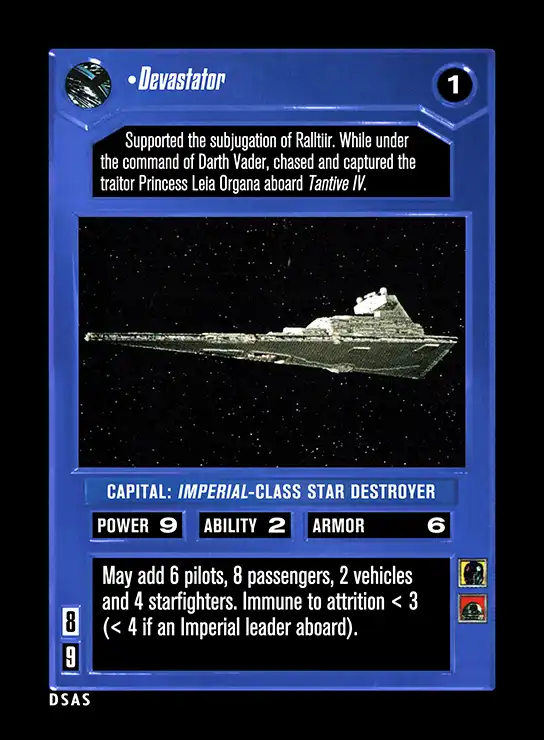 •Devastator
1
Supported the subjugation of Ralltiir. While under
the command of Darth Vader, chased and captured the
traitor Princess Leia Organa aboard Tantive IV.
CAPITAL: IMPERIAL-CLASS STAR DESTROYER
POWER 9 ABILITY 2 ARMOR 6
May add 6 pilots, 8 passengers, 2 vehicles
and 4 starfighters. Immune to attrition < 3
(< 4 if an Imperial leader aboard).
8
9
DSAS